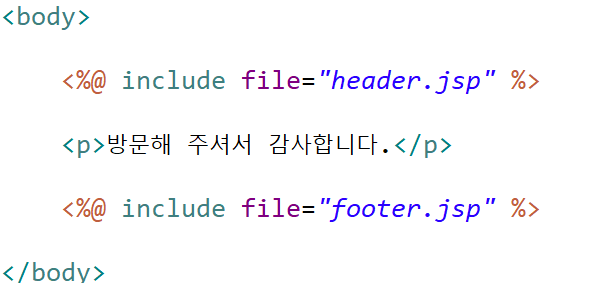 <body>
<%@ include file="header.jsp" %>
<p>방문해 주셔서 감사합니다.</p>
<%@ include file="footer.jsp" %>
</body>